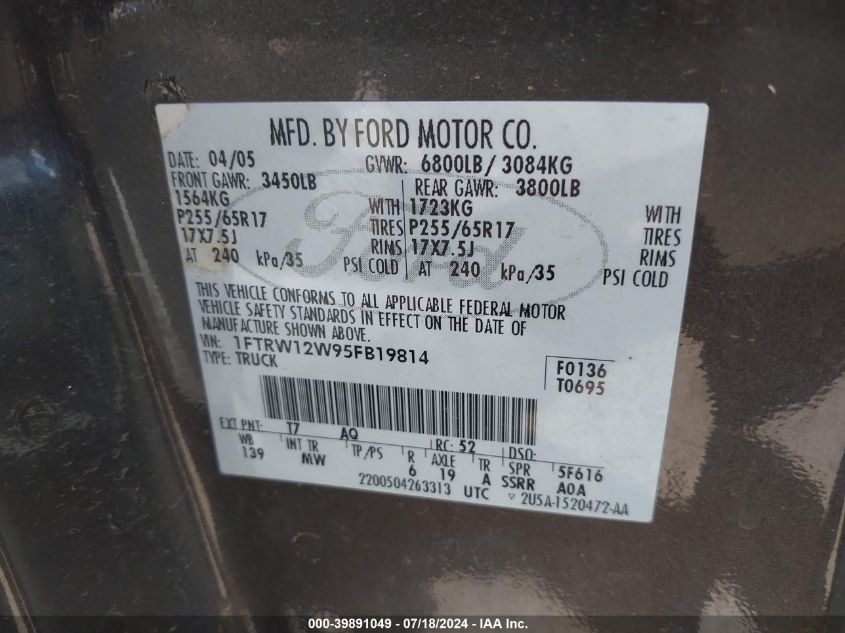 MFD. BY FORD MOTOR CO.
DATE: 04/05 GVWR: 6800LB/ 3084KG
FRONT GAWR: 3450LB REAR GAWR: 3800LB
1564KG WITH 1723KG WITH
P255/65R17 TIRES P255/65R17 TIRES
17X7.5J RIMS 17X7.5J RIMS
AT 240 kPa/35 PSI COLD AT 240 kPa/35 PSI COLD
Ford
THIS VEHICLE CONFORMS TO ALL APPLICABLE FEDERAL MOTOR
VEHICLE SAFETY STANDARDS IN EFFECT ON THE DATE OF
MANUFACTURE SHOWN ABOVE.
VIN: 1FTRW12W95FB19814
TYPE: TRUCK
F0136
T0695
EXT PNT: T7 AQ RC: 52 DSO:
WB INT TR TP/PS R AXLE TR SPR 5F616
139 MW 6 19 A SSRR A0A
2200504263313 UTC ▽ 2U5A-1520472-AA
000-39891049 - 07/18/2024 - IAA Inc.